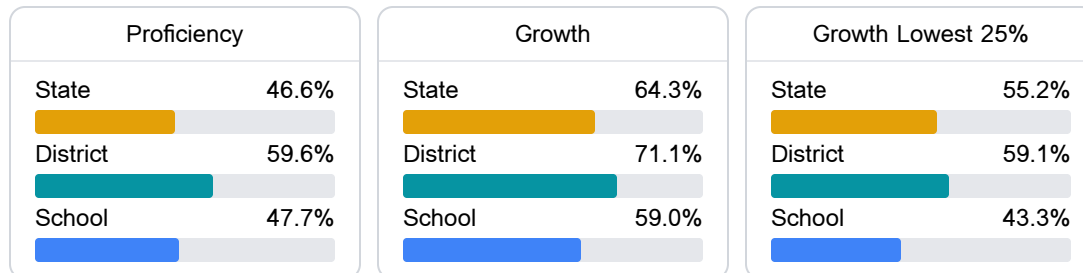 Proficiency
State 46.6%
District 59.6%
School 47.7%
Growth
State 64.3%
District 71.1%
School 59.0%
Growth Lowest 25%
State 55.2%
District 59.1%
School 43.3%